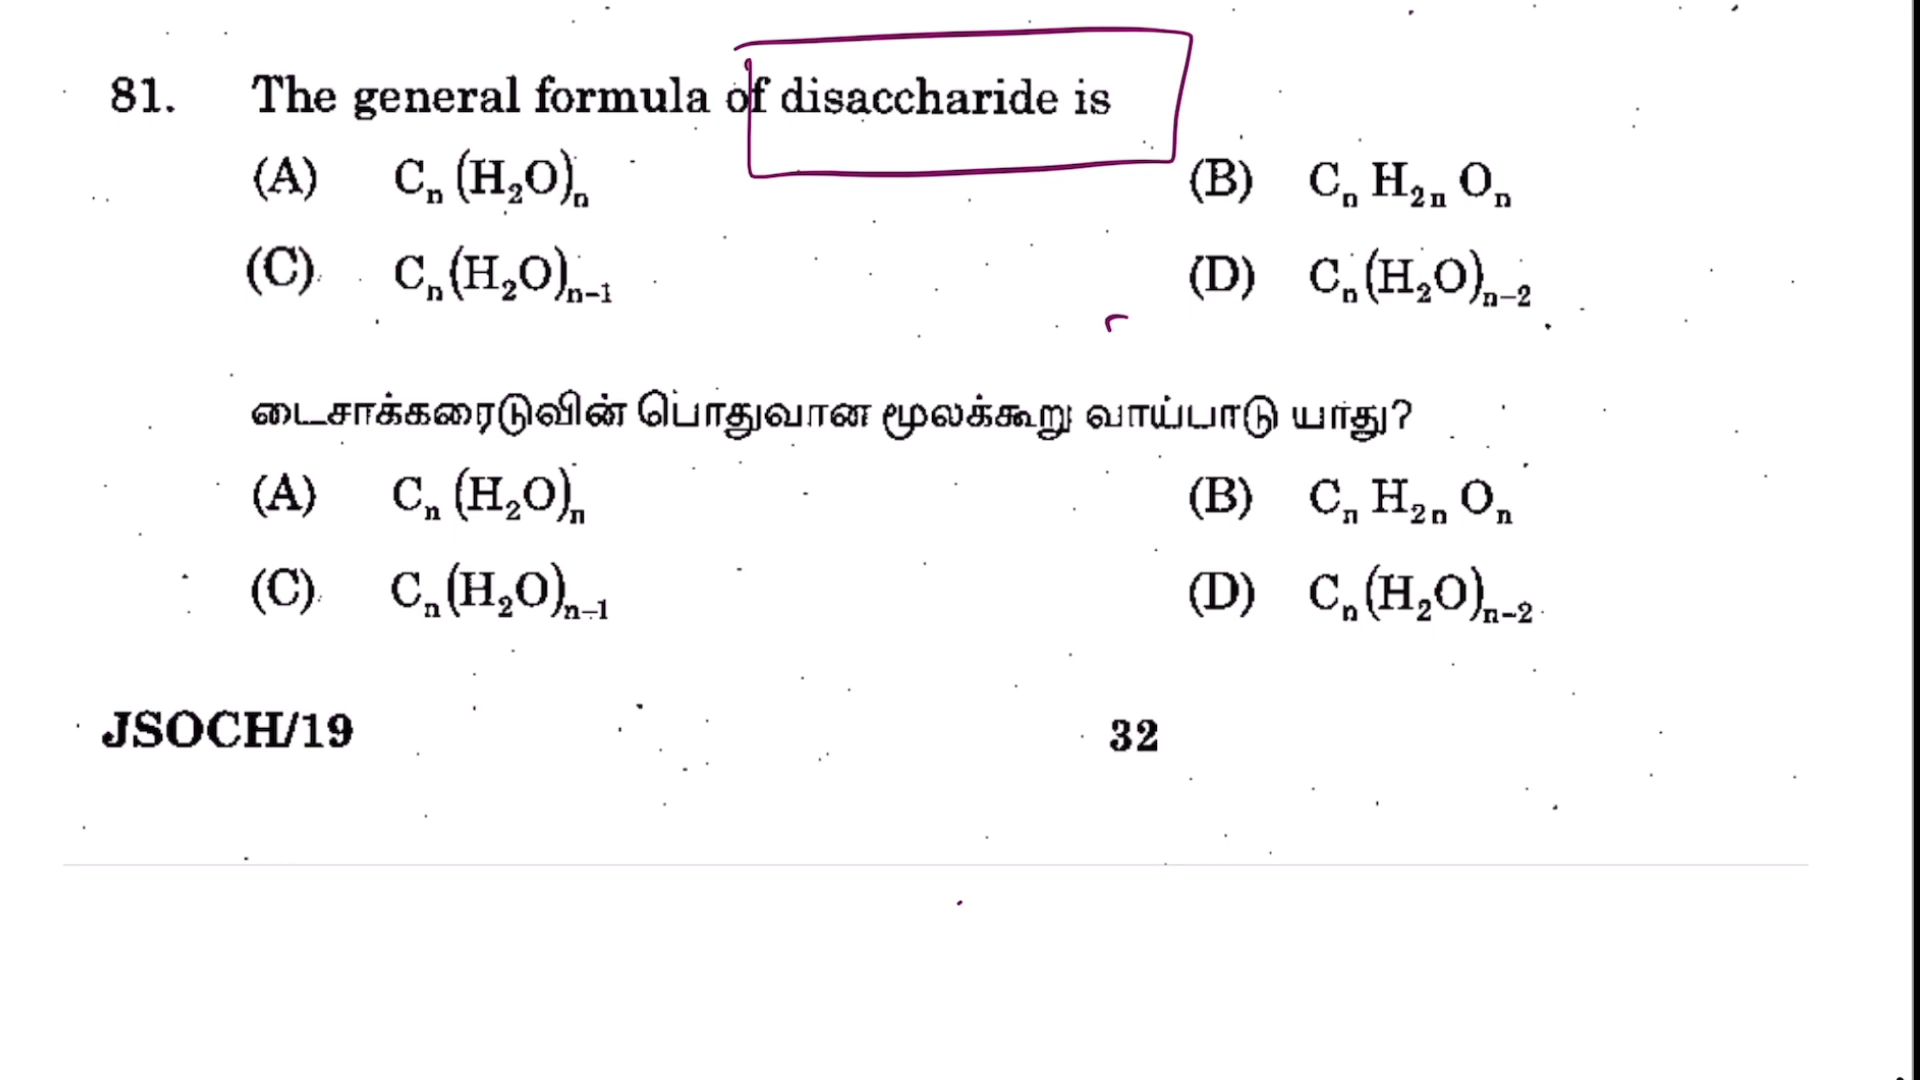 81. The general formula of disaccharide is
(A) Cₙ (H₂O)ₙ (B) Cₙ H₂ₙ Oₙ
(C) Cₙ(H₂O)ₙ₋₁ (D) Cₙ(H₂O)ₙ₋₂
டைசாக்கரைடுவின் பொதுவான மூலக்கூறு வாய்பாடு யாது?
(A) Cₙ (H₂O)ₙ (B) Cₙ H₂ₙ Oₙ
(C) Cₙ(H₂O)ₙ₋₁ (D) Cₙ(H₂O)ₙ₋₂
JSOCH/19 32